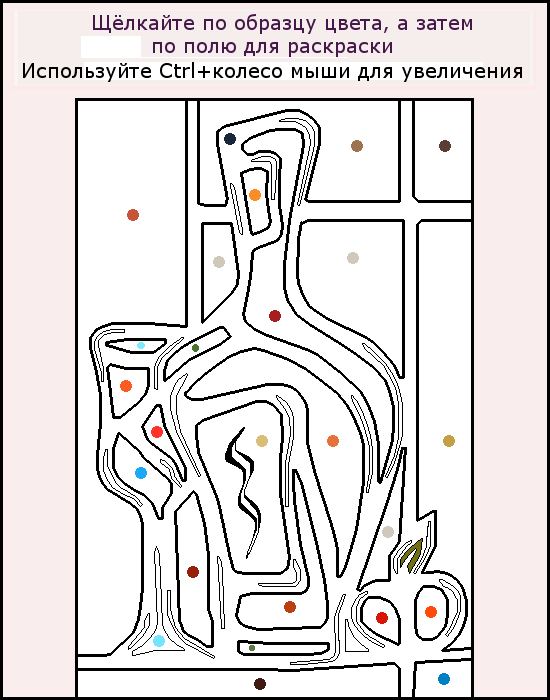 Щёлкайте по образцу цвета, а затем
по полю для раскраски
Используйте Ctrl+колесо мыши для увеличения